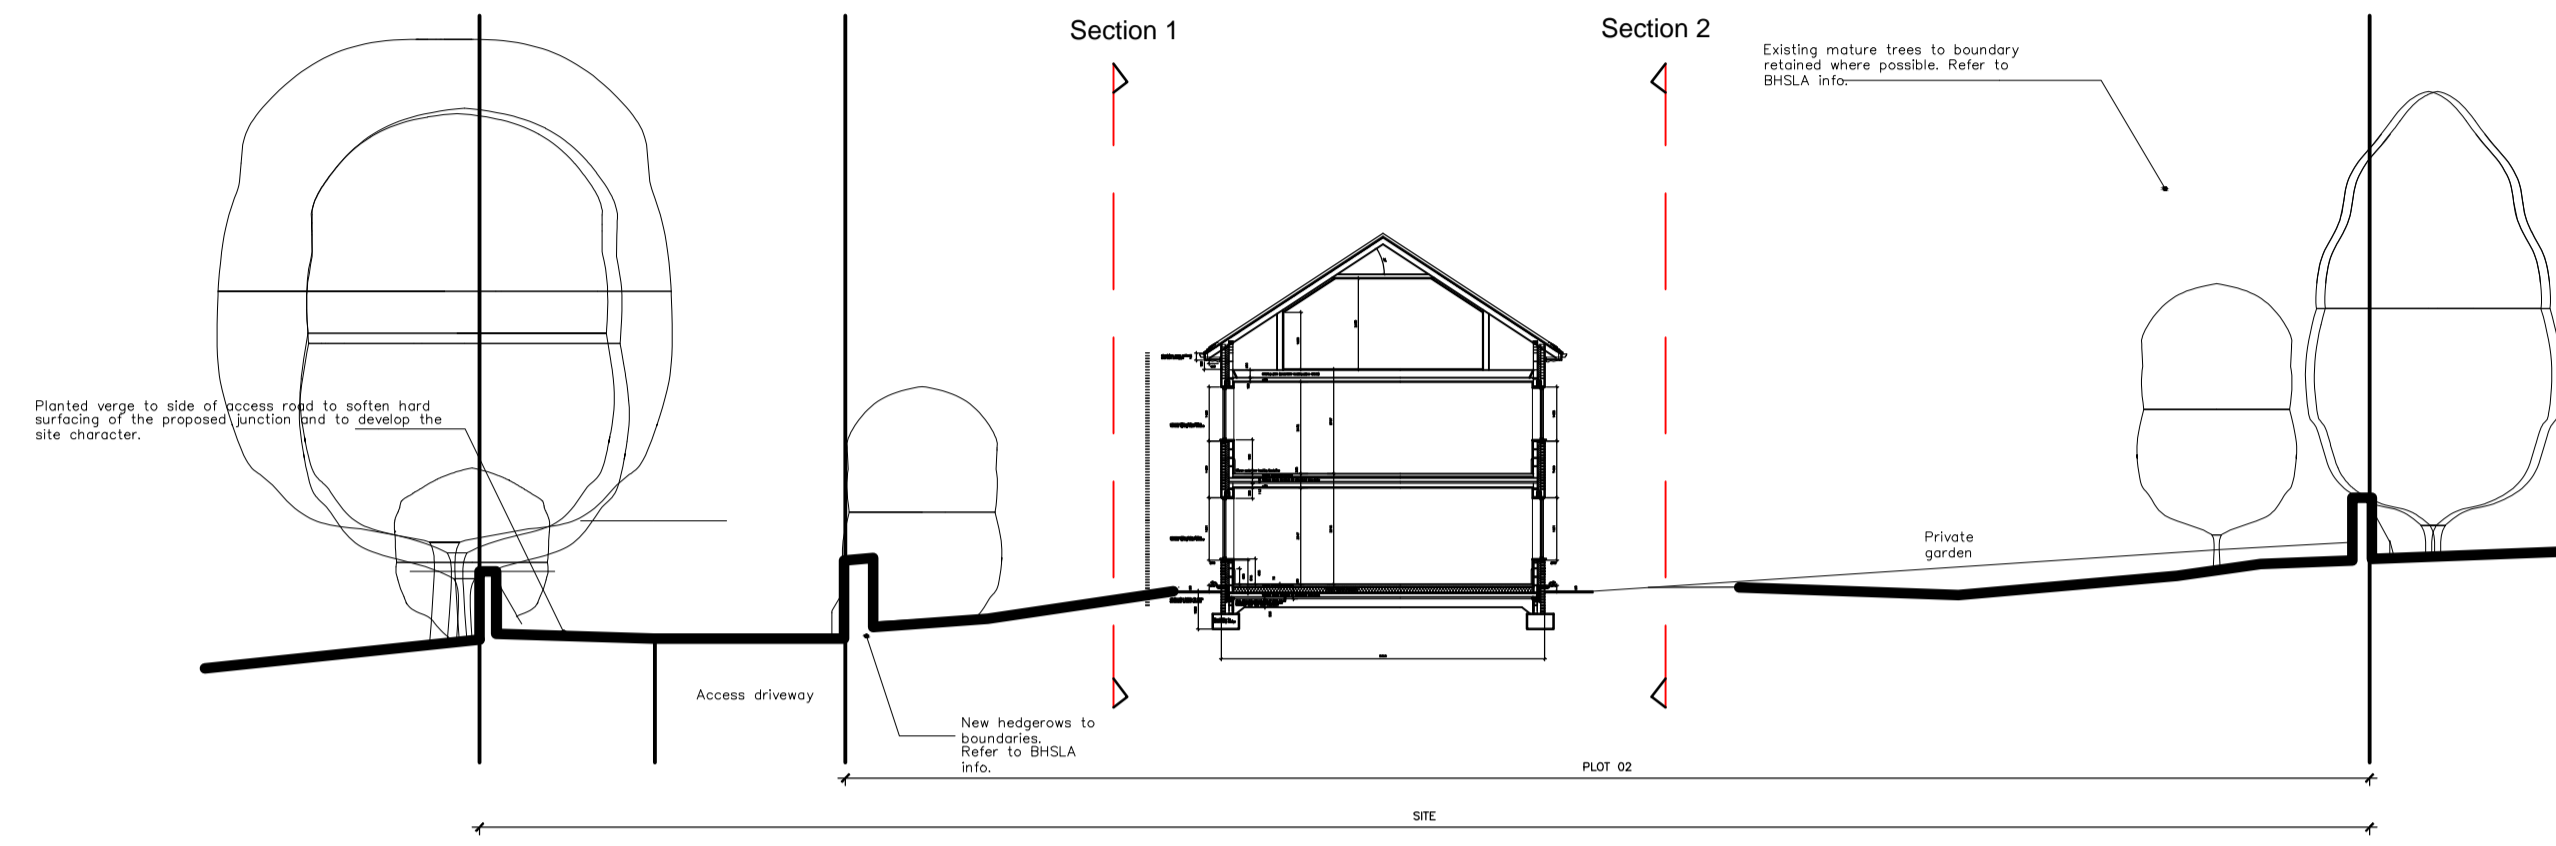 Section 1
Section 2
Existing mature trees to boundary
retained where possible. Refer to
BHSLA info.
Planted verge to side of access road to soften hard
surfacing of the proposed junction and to develop the
site character.
Private
garden
Access driveway
New hedgerows to
boundaries.
Refer to BHSLA
info.
PLOT 02
SITE